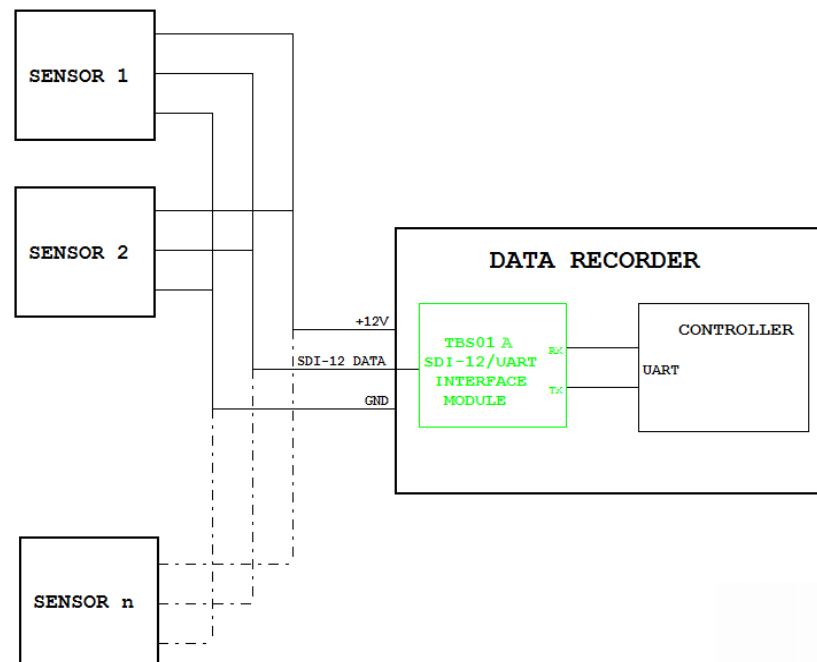 SENSOR 1
SENSOR 2
DATA RECORDER
+12V
SDI-12 DATA
GND
TBS01 A
SDI-12/UART
INTERFACE
MODULE
RX
TX
CONTROLLER
UART
SENSOR n